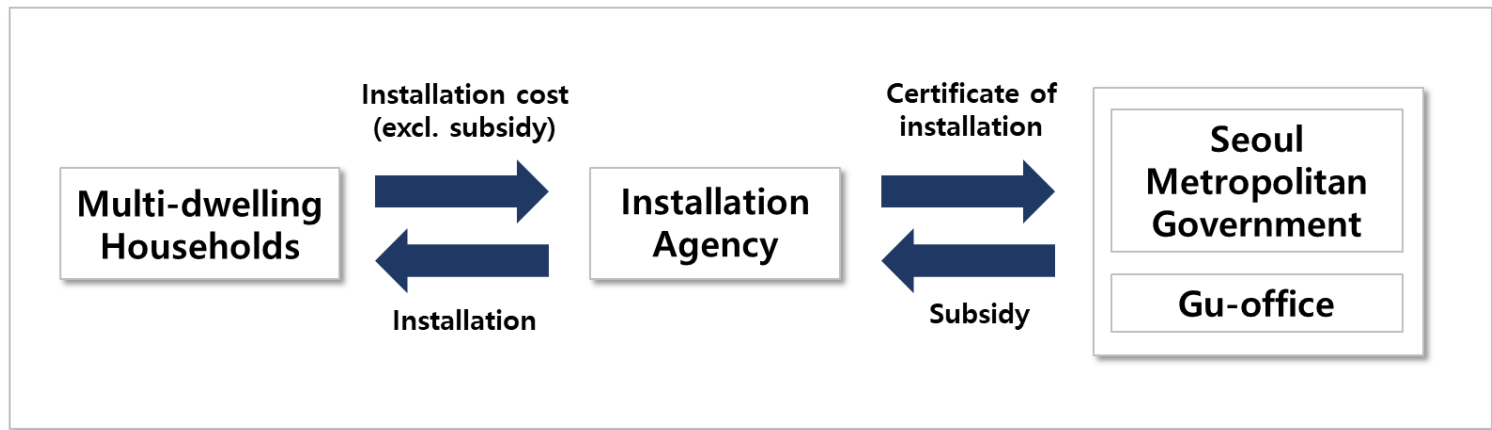 Installation cost
(excl. subsidy)
Certificate of
installation
Multi-dwelling
Households
Installation
Agency
Seoul
Metropolitan
Government
Gu-office
Installation
Subsidy